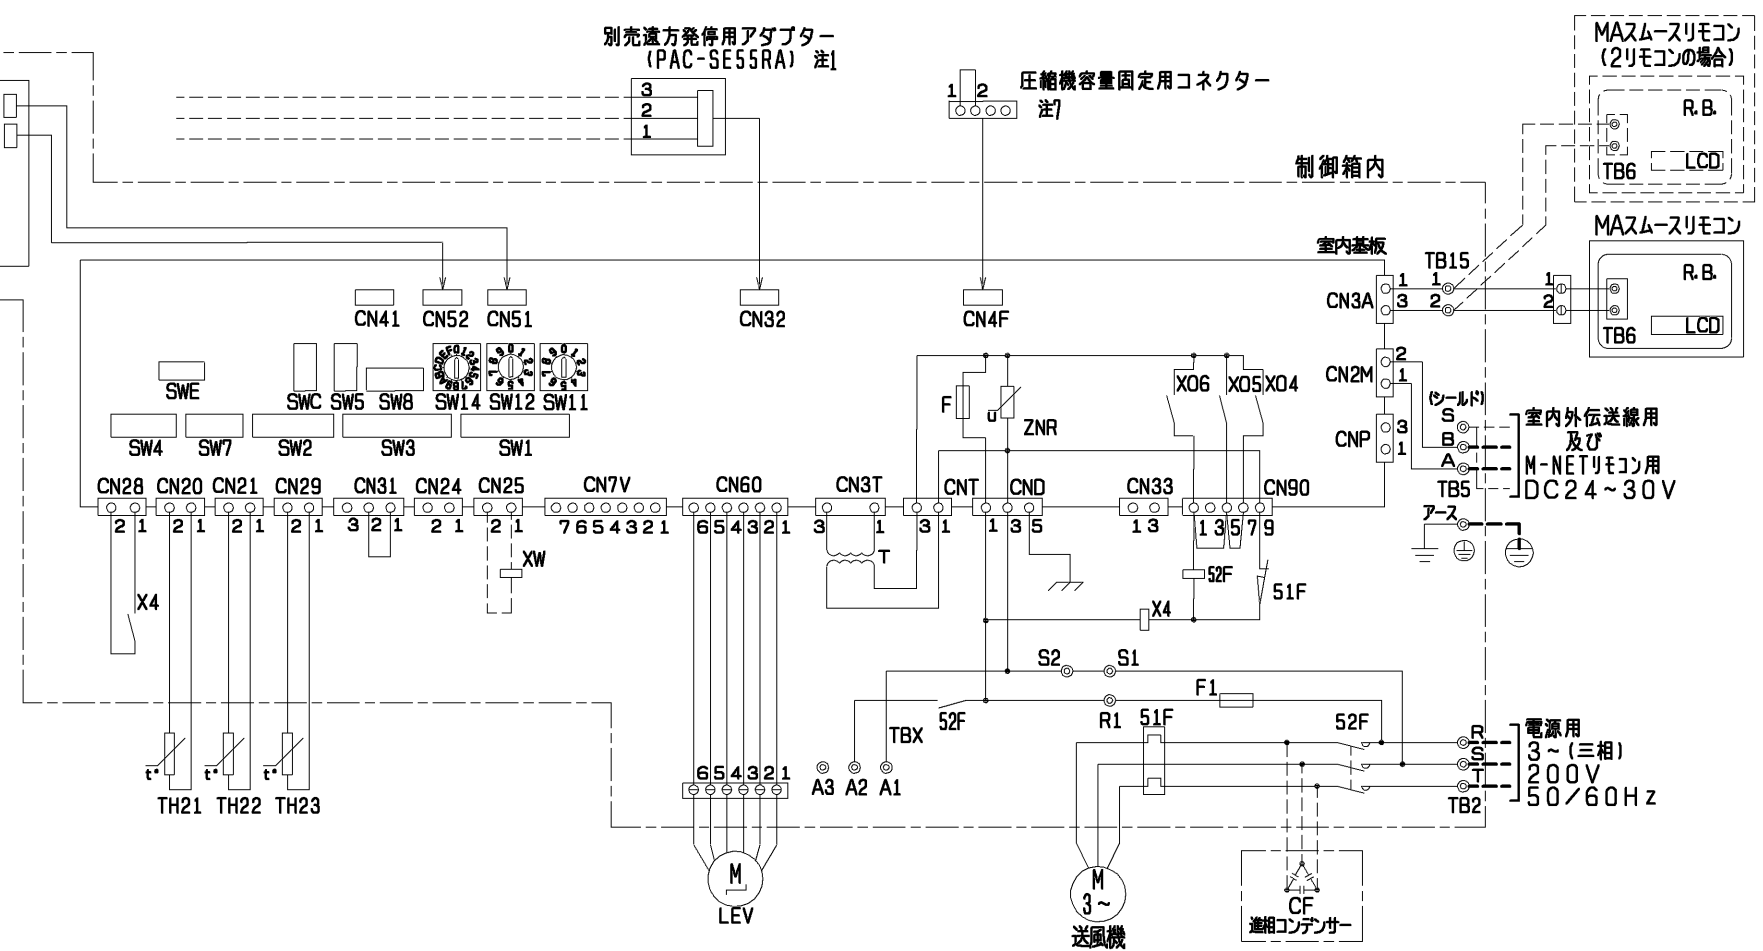 別売遠方発停用アダプター
(PAC-SE55RA) 注1
3
2
1
1 2
圧縮機容量固定用コネクター
注7
MAスムースリモコン
(2リモコンの場合)
R.B.
LCD
TB6
制御箱内
MAスムースリモコン
R.B.
LCD
TB6
室内基板
TB15
CN3A
1 1 1
3 2 2
CN41 CN52 CN51 CN32 CN4F
CN2M
2
1
CNP
3
1
SWE SWC SW5 SW8 SW14 SW12 SW11
SW4 SW7 SW2 SW3 SW1
F
u
ZNR
X06 X05 X04
(シールド)
S
B
A
TB5
室内外伝送線用
及び
M-NETリモコン用
DC24~30V
アース
CN28 CN20 CN21 CN29 CN31 CN24 CN25 CN7V CN60 CN3T CNT CND CN33 CN90
2 1 2 1 2 1 2 1 3 2 1 2 1 2 1 7 6 5 4 3 2 1 6 5 4 3 2 1 3 1 3 1 1 3 5 1 3 1 3 5 7 9
XW
T
X4
52F
51F
X4
S2 S1
F1
R1
52F
TBX
51F
52F
A3 A2 A1
R
S
T
TB2
電源用
3~(三相)
200V
50/60Hz
t°
t°
t°
TH21 TH22 TH23
6 5 4 3 2 1
M
LEV
M
3~
送風機
CF
進相コンデンサー